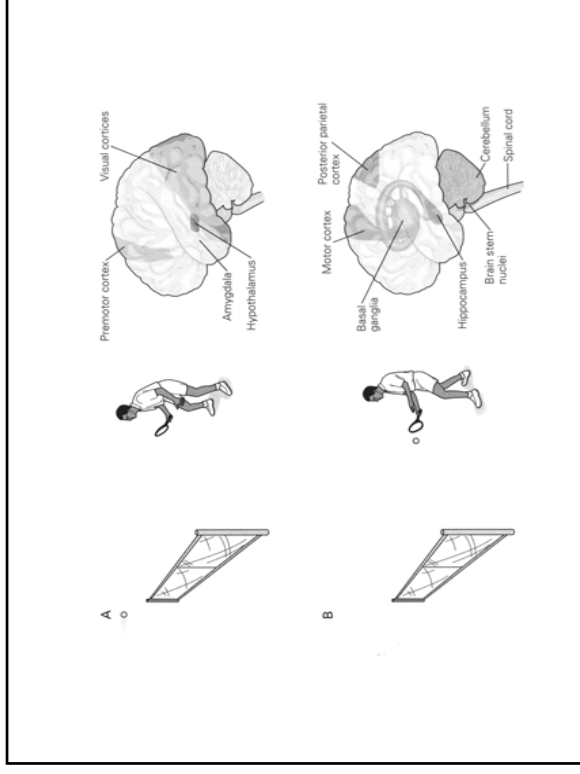 A
Premotor cortex
Visual cortices
Amygdala
Hypothalamus
B
Motor cortex
Posterior parietal
cortex
Basal
ganglia
Hippocampus
Brain stem
nuclei
Cerebellum
Spinal cord